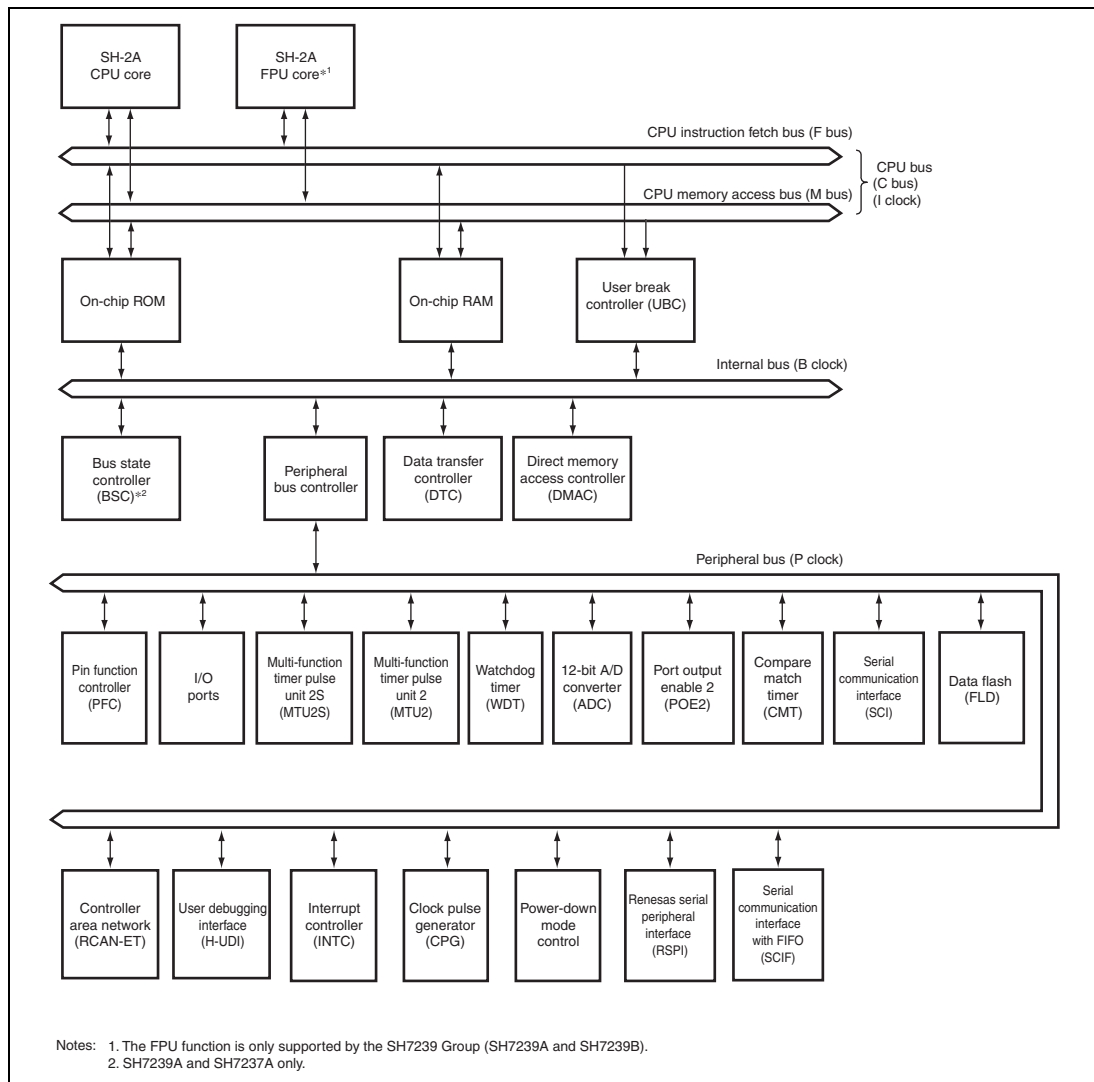 SH-2A
CPU core
SH-2A
FPU core*1
CPU instruction fetch bus (F bus)
CPU bus
(C bus)
(I clock)
CPU memory access bus (M bus)
On-chip ROM
On-chip RAM
User break
controller (UBC)
Internal bus (B clock)
Bus state
controller
(BSC)*2
Peripheral
bus controller
Data transfer
controller
(DTC)
Direct memory
access controller
(DMAC)
Peripheral bus (P clock)
Pin function
controller
(PFC)
I/O
ports
Multi-function
timer pulse
unit 2S
(MTU2S)
Multi-function
timer pulse
unit 2
(MTU2)
Watchdog
timer
(WDT)
12-bit A/D
converter
(ADC)
Port output
enable 2
(POE2)
Compare
match
timer
(CMT)
Serial
communication
interface
(SCI)
Data flash
(FLD)
Controller
area network
(RCAN-ET)
User debugging
interface
(H-UDI)
Interrupt
controller
(INTC)
Clock pulse
generator
(CPG)
Power-down
mode
control
Renesas serial
peripheral
interface
(RSPI)
Serial
communication
interface
with FIFO
(SCIF)
Notes: 1. The FPU function is only supported by the SH7239 Group (SH7239A and SH7239B).
2. SH7239A and SH7237A only.